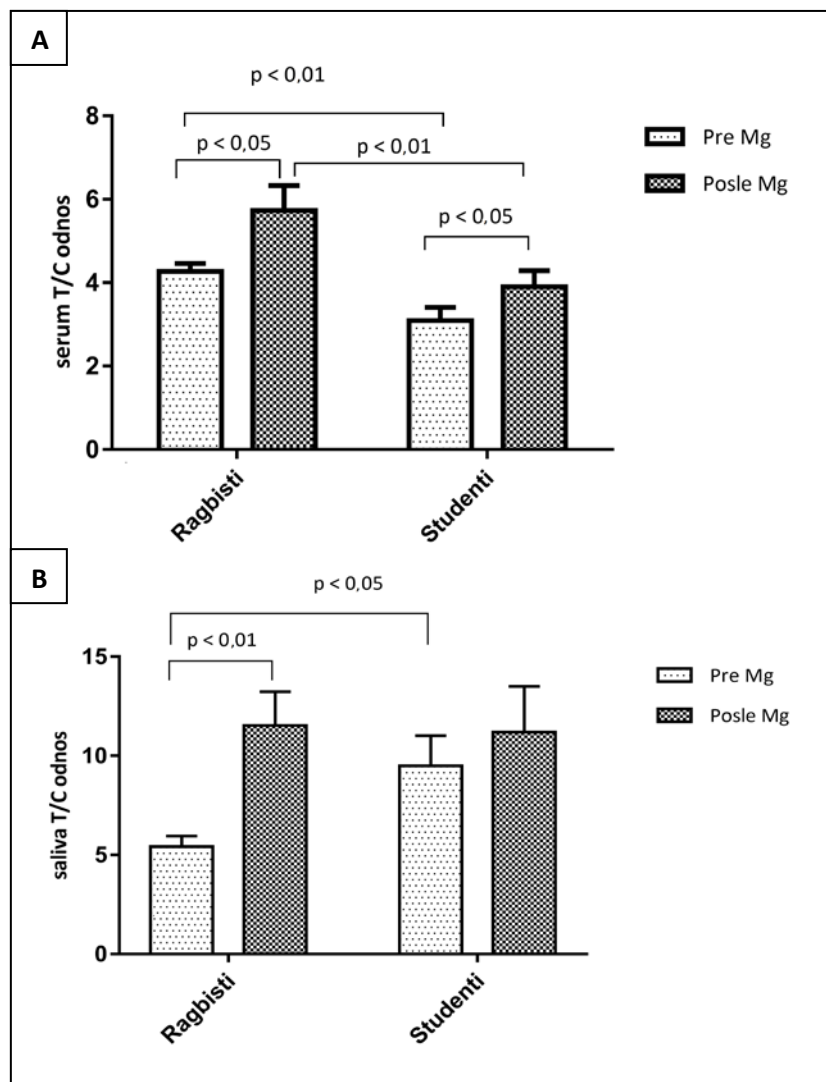 A
p < 0,01
8
p < 0,05
p < 0,01
Pre Mg
Posle Mg
6
p < 0,05
serum T/C odnos
4
2
0
Ragbisti
Studenti
B
p < 0,05
p < 0,01
15
Pre Mg
Posle Mg
10
saliva T/C odnos
5
0
Ragbisti
Studenti